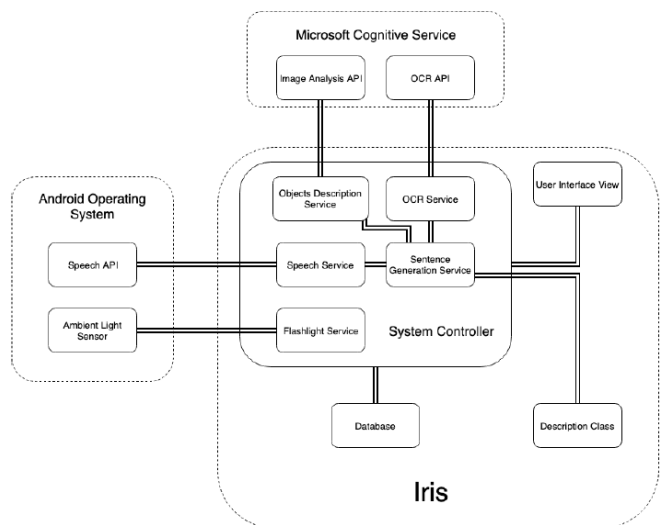 Microsoft Cognitive Service
Image Analysis API
OCR API
Android Operating
System
Speech API
Ambient Light
Sensor
Objects Description
Service
OCR Service
Speech Service
Sentence
Generation Service
Flashlight Service
System Controller
User Interface View
Database
Description Class
Iris